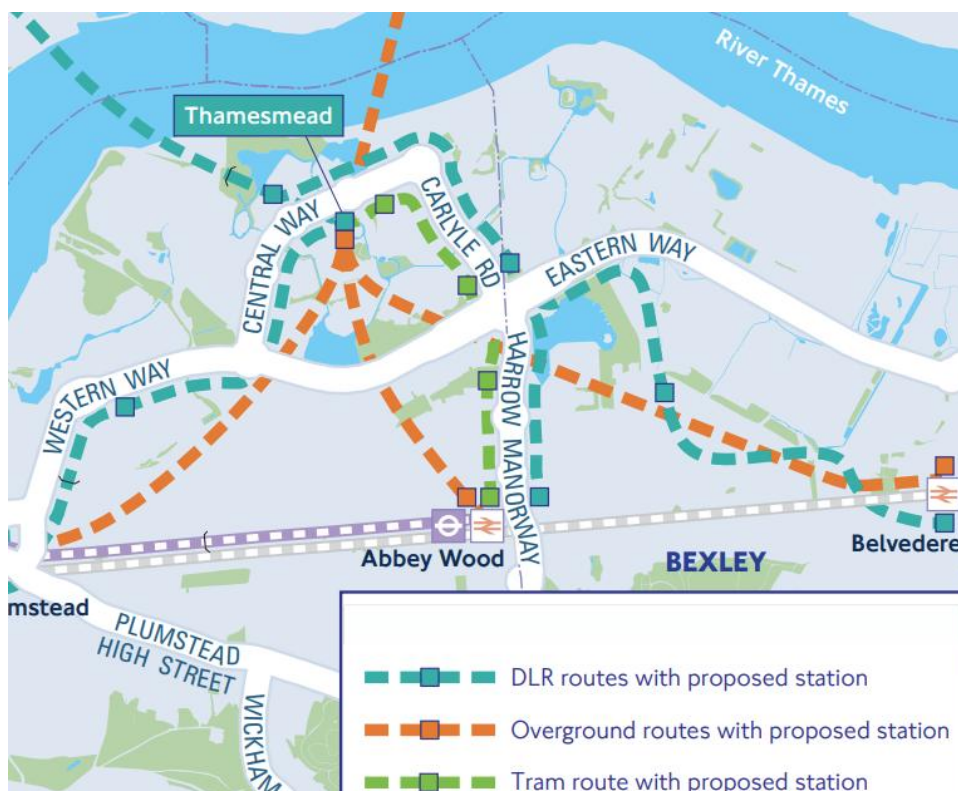 River Thames
Thamesmead
CENTRAL WAY
CARLYLE RD
EASTERN WAY
WESTERN WAY
HARROW MANORWAY
Abbey Wood
Belvedere
BEXLEY
mstead
PLUMSTEAD
HIGH STREET
WICKHAM
DLR routes with proposed station
Overground routes with proposed station
Tram route with proposed station